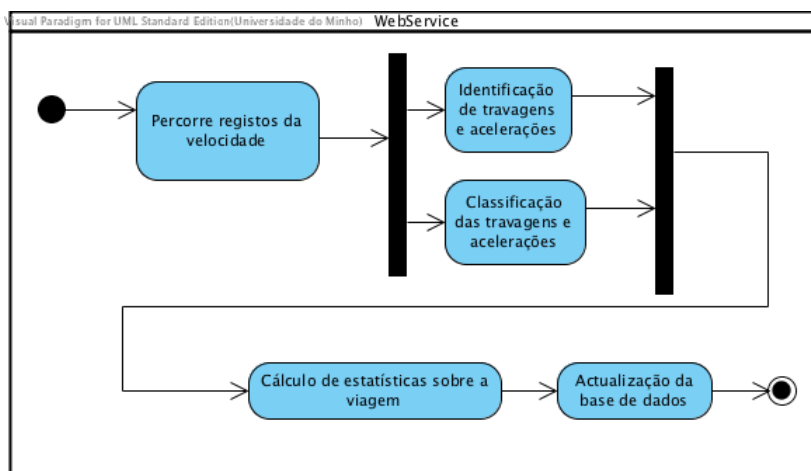 Visual Paradigm for UML Standard Edition(Universidade do Minho)
WebService
Percorre registos da
velocidade
Identificação
de travagens
e acelerações
Classificação
das travagens e
acelerações
Cálculo de estatísticas sobre a
viagem
Actualização da
base de dados